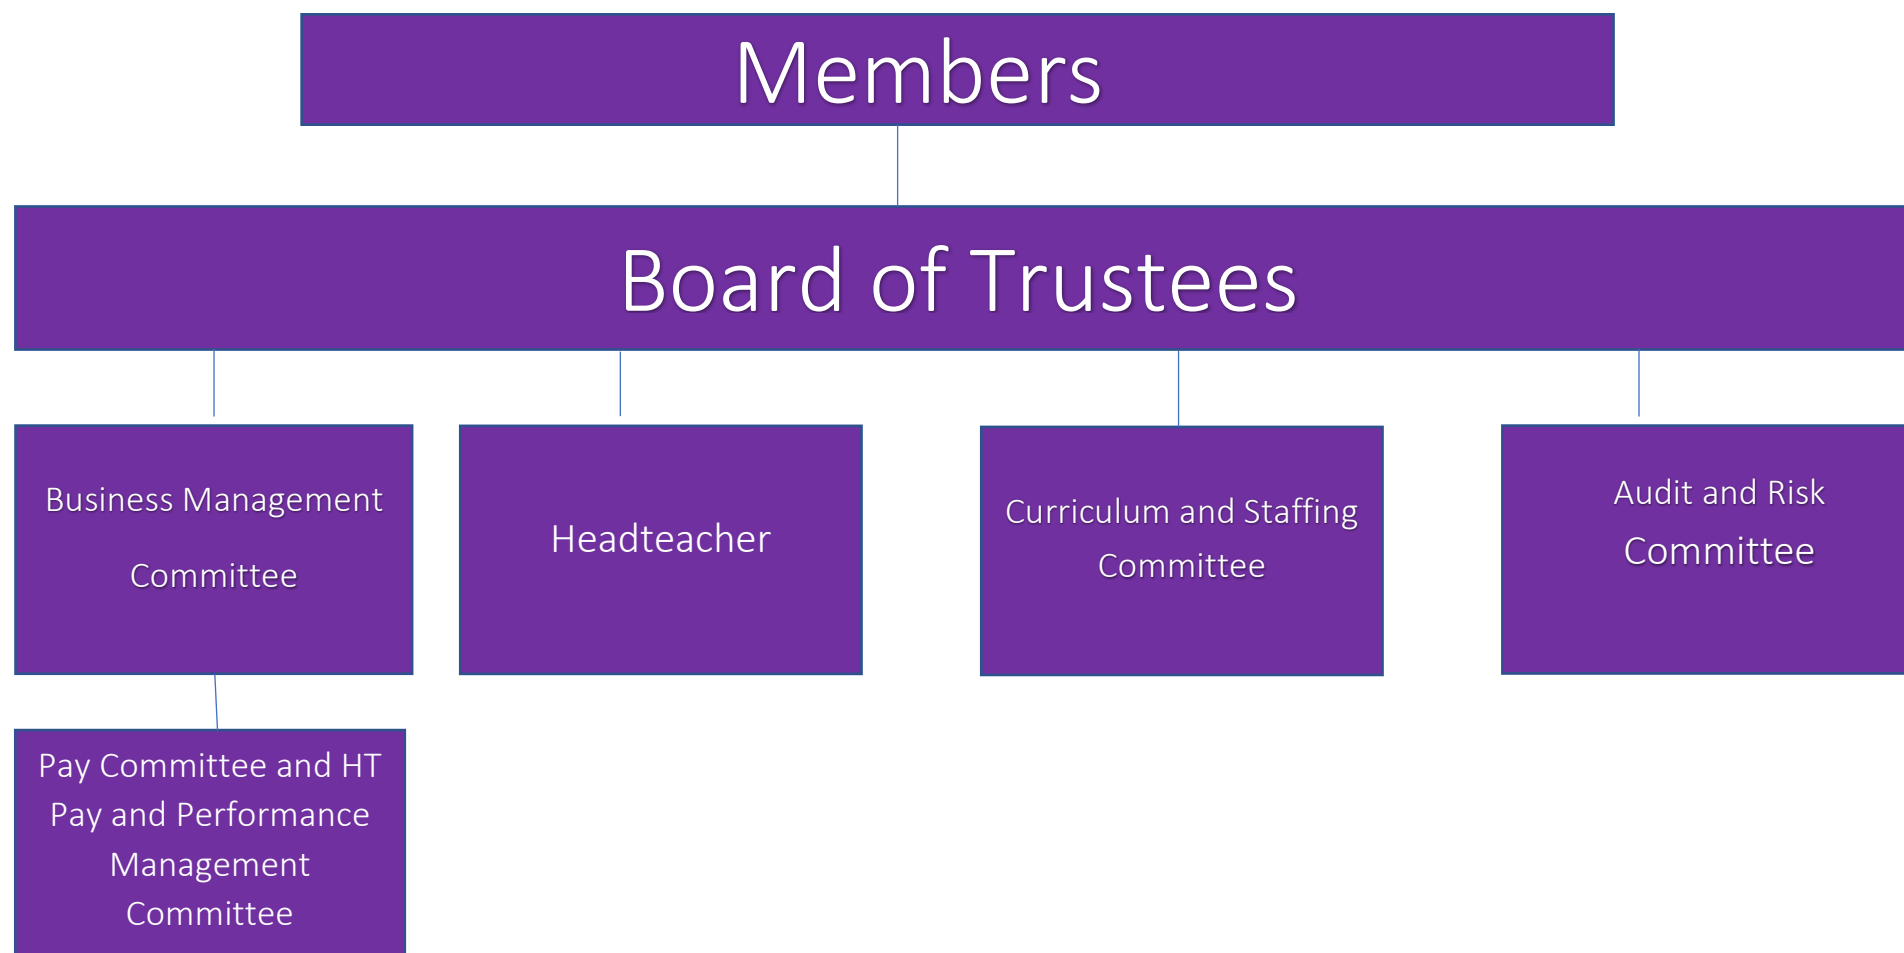 Members
Board of Trustees
Business Management
Committee
Headteacher
Curriculum and Staffing
Committee
Audit and Risk
Committee
Pay Committee and HT
Pay and Performance
Management
Committee